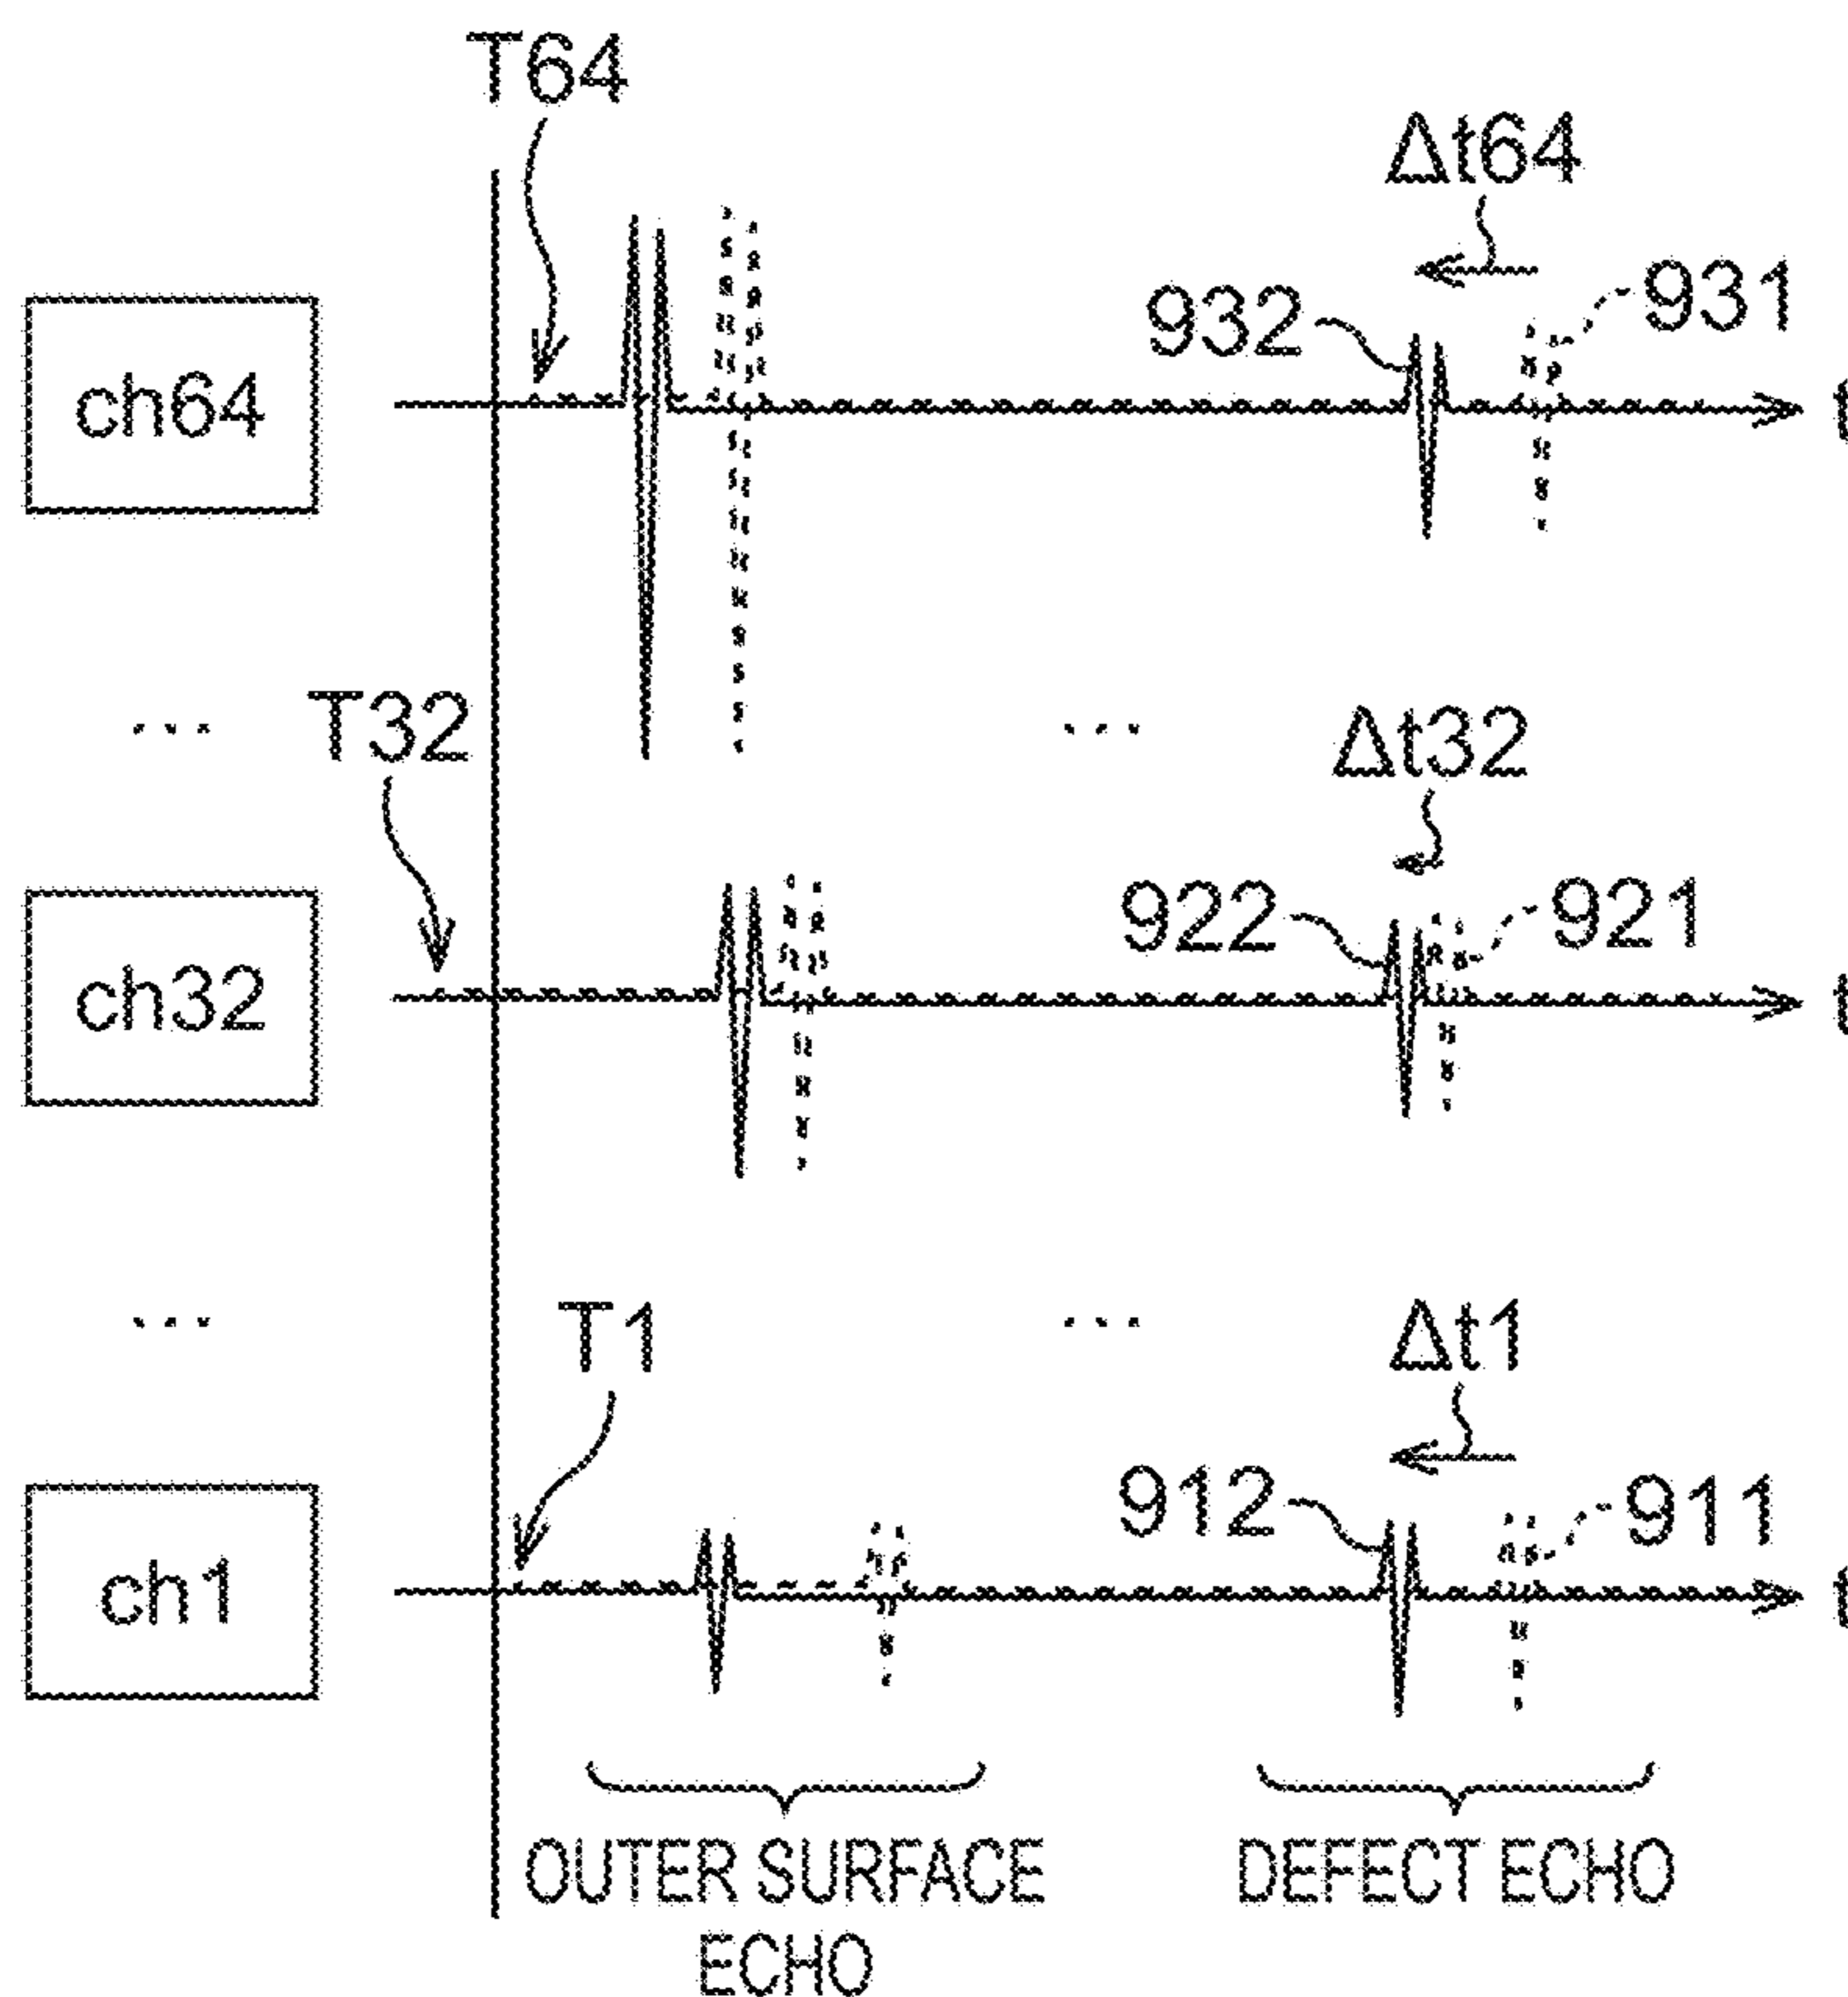 T64
Δt64
932
931
ch64
t
...
T32
...
Δt32
922
921
ch32
t
...
T1
...
Δt1
912
911
ch1
t
OUTER SURFACE
ECHO
DEFECT ECHO